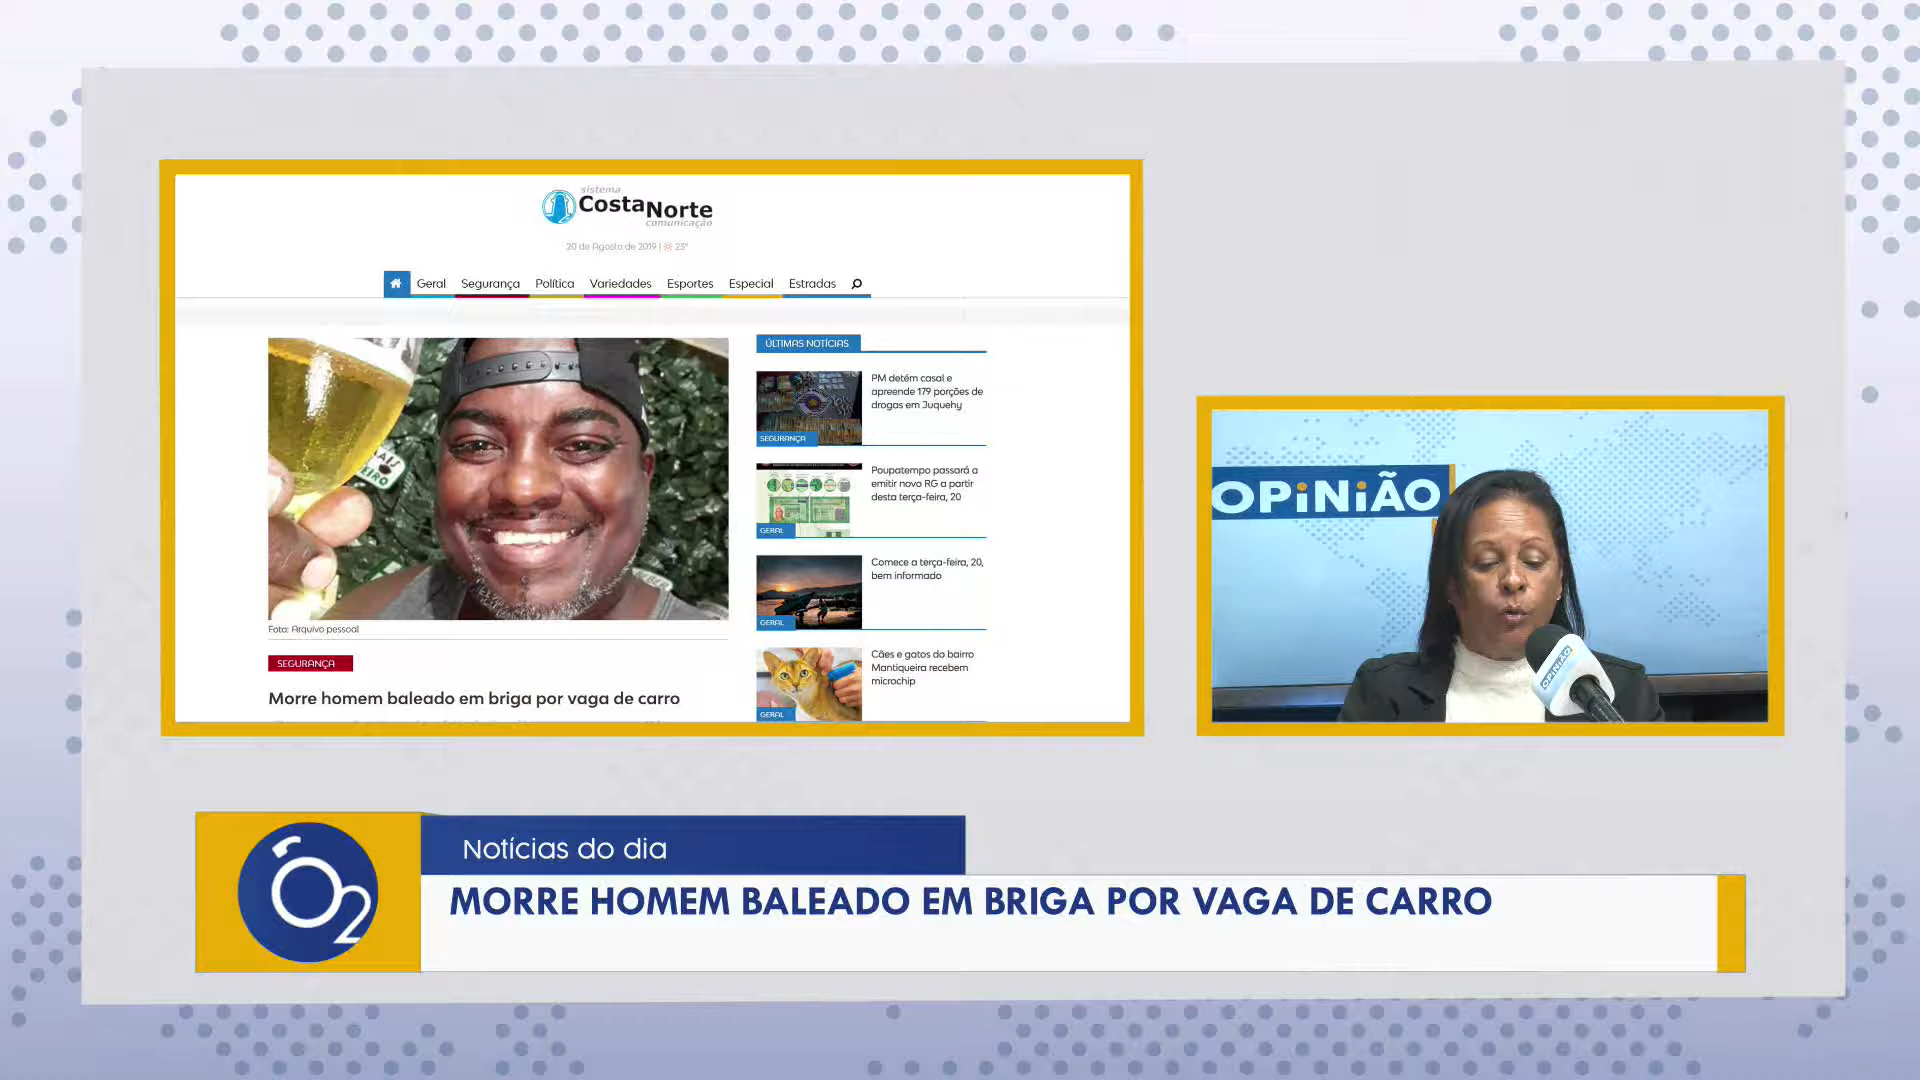 sistema
CostaNorte
comunicação
20 de Agosto de 2019 | 23°
Geral Segurança Política Variedades Esportes Especial Estradas
ÚLTIMAS NOTÍCIAS
PM detém casal e
apreende 179 porções de
drogas em Juquehy
SEGURANÇA
Poupatempo passará a
emitir novo RG a partir
desta terça-feira, 20
GERAL
Comece a terça-feira, 20,
bem informado
GERAL
Cães e gatos do bairro
Mantiqueira recebem
microchip
GERAL
Foto: Arquivo pessoal
SEGURANÇA
Morre homem baleado em briga por vaga de carro
OPiNiÃO
OPINIÃO
Notícias do dia
Ó2
MORRE HOMEM BALEADO EM BRIGA POR VAGA DE CARRO